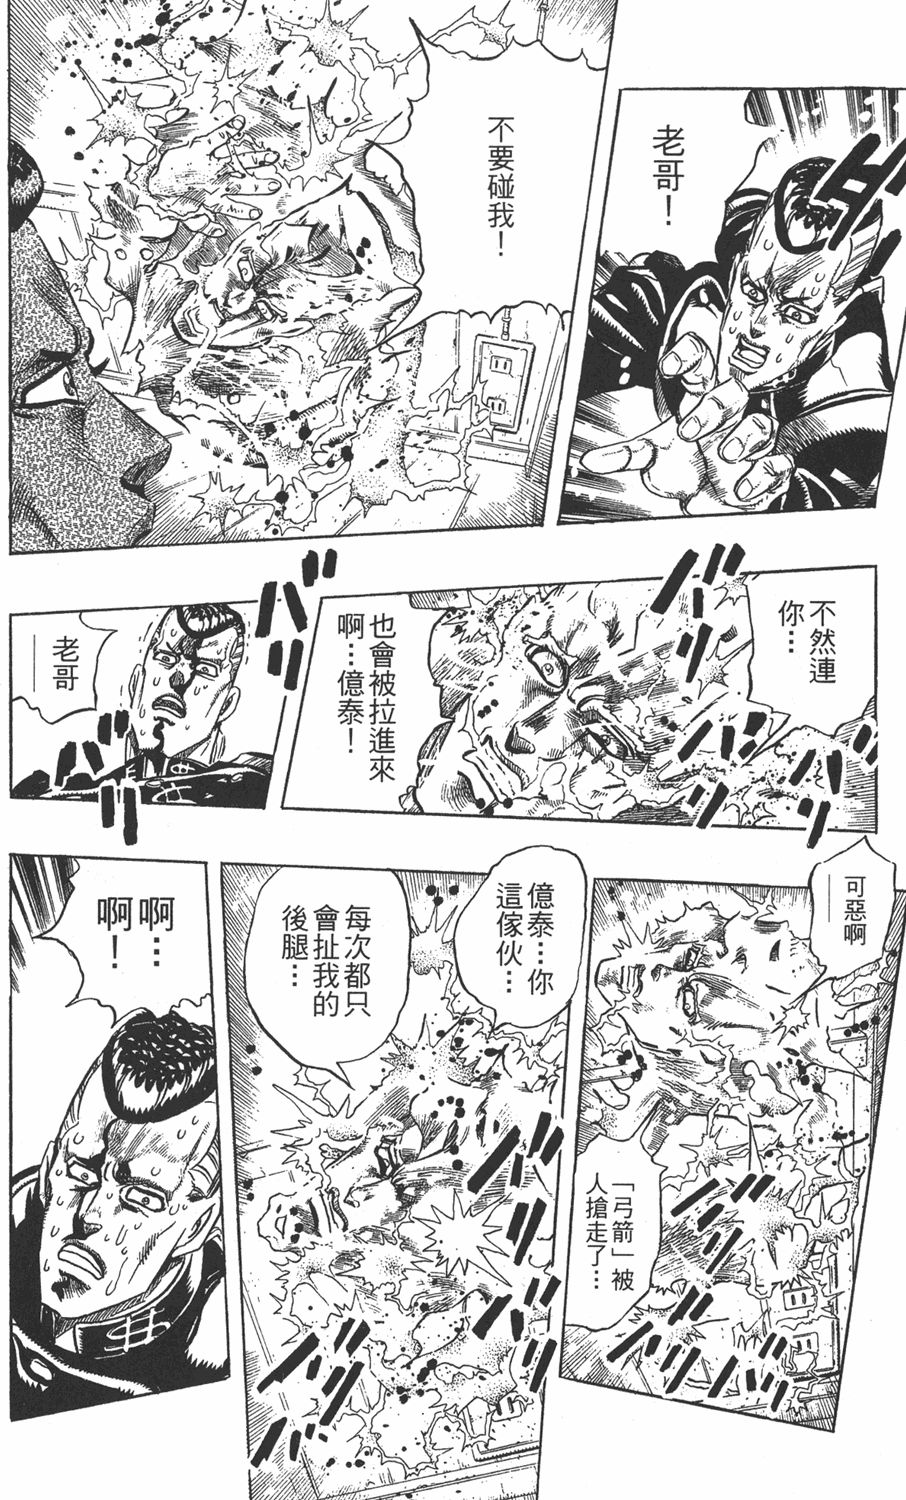 老哥！
不要碰我！
不然連
你…
也會被拉進來
啊…億泰！
老哥
——
可惡啊
——
「弓箭」被
人搶走了…
億泰…你
這傢伙…
每次都只
會扯我的
後腿…
啊…
啊！